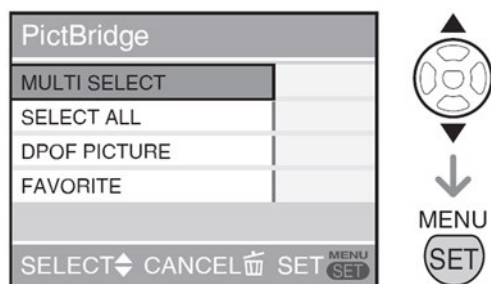 PictBridge
MULTI SELECT
SELECT ALL
DPOF PICTURE
FAVORITE
SELECT CANCEL SET MENU SET
MENU
SET